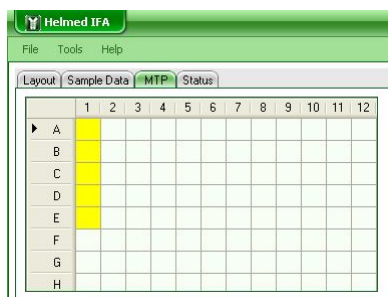 Helmed IFA
File Tools Help
Layout Sample Data MTP Status
1 2 3 4 5 6 7 8 9 10 11 12
A
B
C
D
E
F
G
H